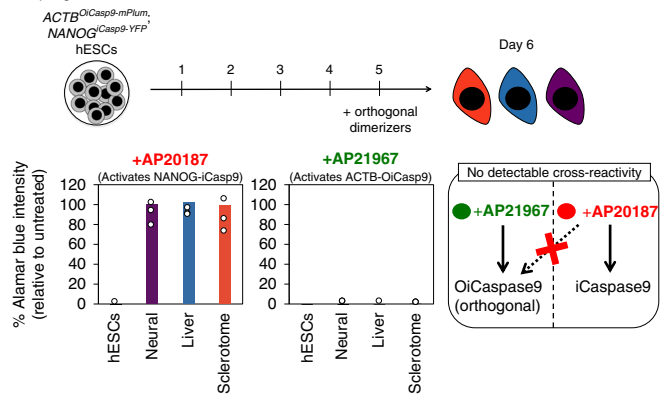 ACTB^OiCasp9-mPlum;
NANOG^iCasp9-YFP
hESCs
1 2 3 4 5
+ orthogonal
dimerizers
Day 6
+AP20187
(Activates NANOG-iCasp9)
% Alamar blue intensity
(relative to untreated)
120
100
80
60
40
20
0
hESCs
Neural
Liver
Sclerotome
+AP21967
(Activates ACTB-OiCasp9)
120
100
80
60
40
20
0
hESCs
Neural
Liver
Sclerotome
No detectable cross-reactivity
+AP21967 +AP20187
OiCaspase9 iCaspase9
(orthogonal)